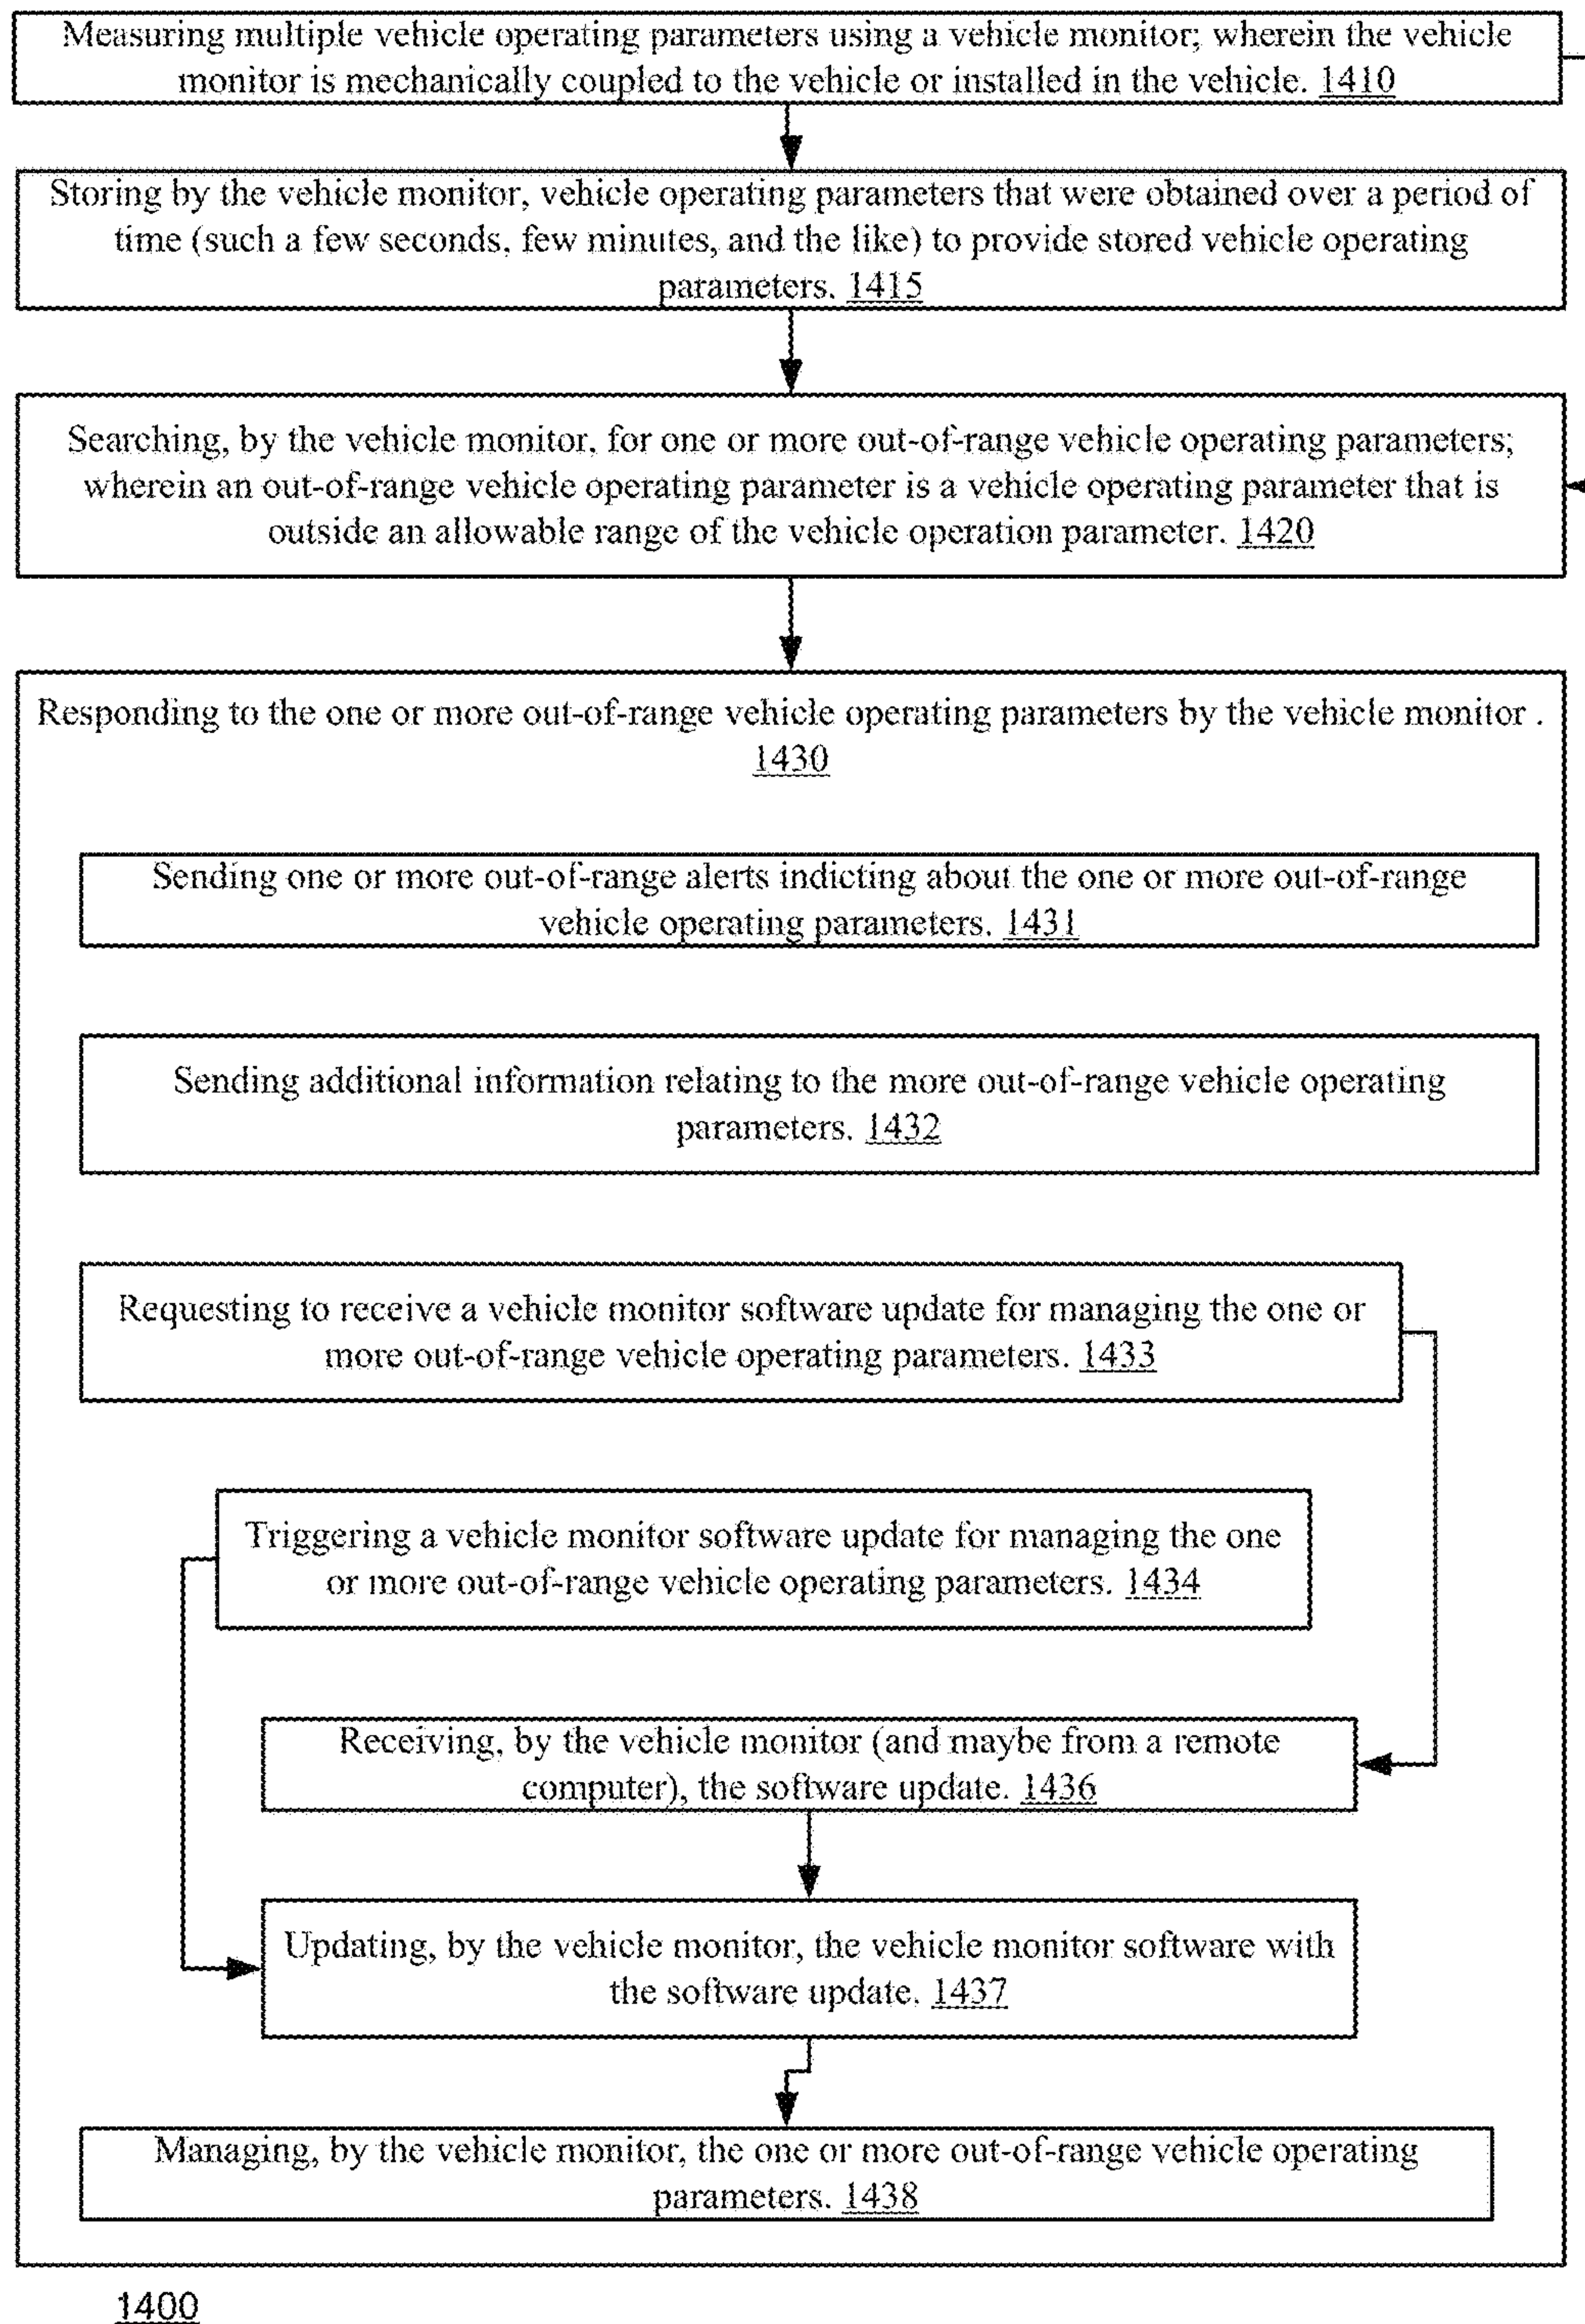 Measuring multiple vehicle operating parameters using a vehicle monitor; wherein the vehicle
monitor is mechanically coupled to the vehicle or installed in the vehicle. 1410
Storing by the vehicle monitor, vehicle operating parameters that were obtained over a period of
time (such a few seconds, few minutes, and the like) to provide stored vehicle operating
parameters. 1415
Searching, by the vehicle monitor, for one or more out-of-range vehicle operating parameters;
wherein an out-of-range vehicle operating parameter is a vehicle operating parameter that is
outside an allowable range of the vehicle operation parameter. 1420
Responding to the one or more out-of-range vehicle operating parameters by the vehicle monitor .
1430
Sending one or more out-of-range alerts indicting about the one or more out-of-range
vehicle operating parameters. 1431
Sending additional information relating to the more out-of-range vehicle operating
parameters. 1432
Requesting to receive a vehicle monitor software update for managing the one or
more out-of-range vehicle operating parameters. 1433
Triggering a vehicle monitor software update for managing the one
or more out-of-range vehicle operating parameters. 1434
Receiving, by the vehicle monitor (and maybe from a remote
computer), the software update. 1436
Updating, by the vehicle monitor, the vehicle monitor software with
the software update. 1437
Managing, by the vehicle monitor, the one or more out-of-range vehicle operating
parameters. 1438
1400